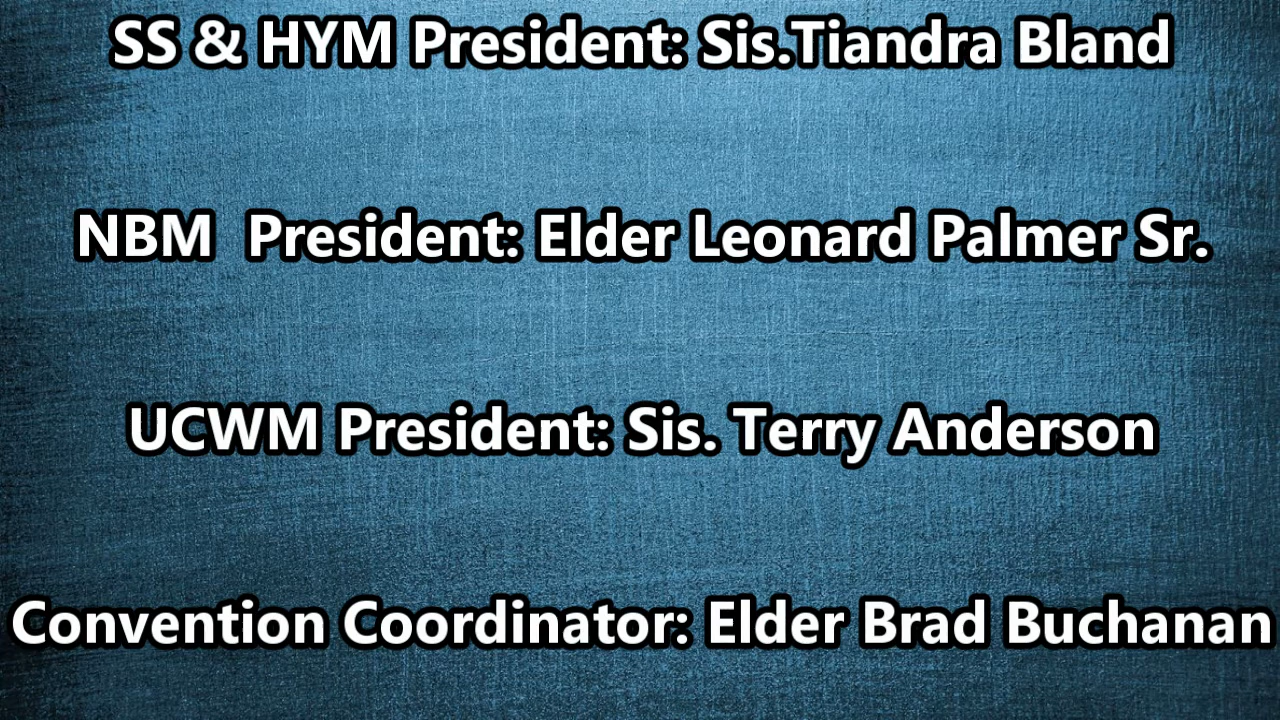 SS & HYM President: Sis.Tiandra Bland
NBM  President: Elder Leonard Palmer Sr.
UCWM President: Sis. Terry Anderson
Convention Coordinator: Elder Brad Buchanan